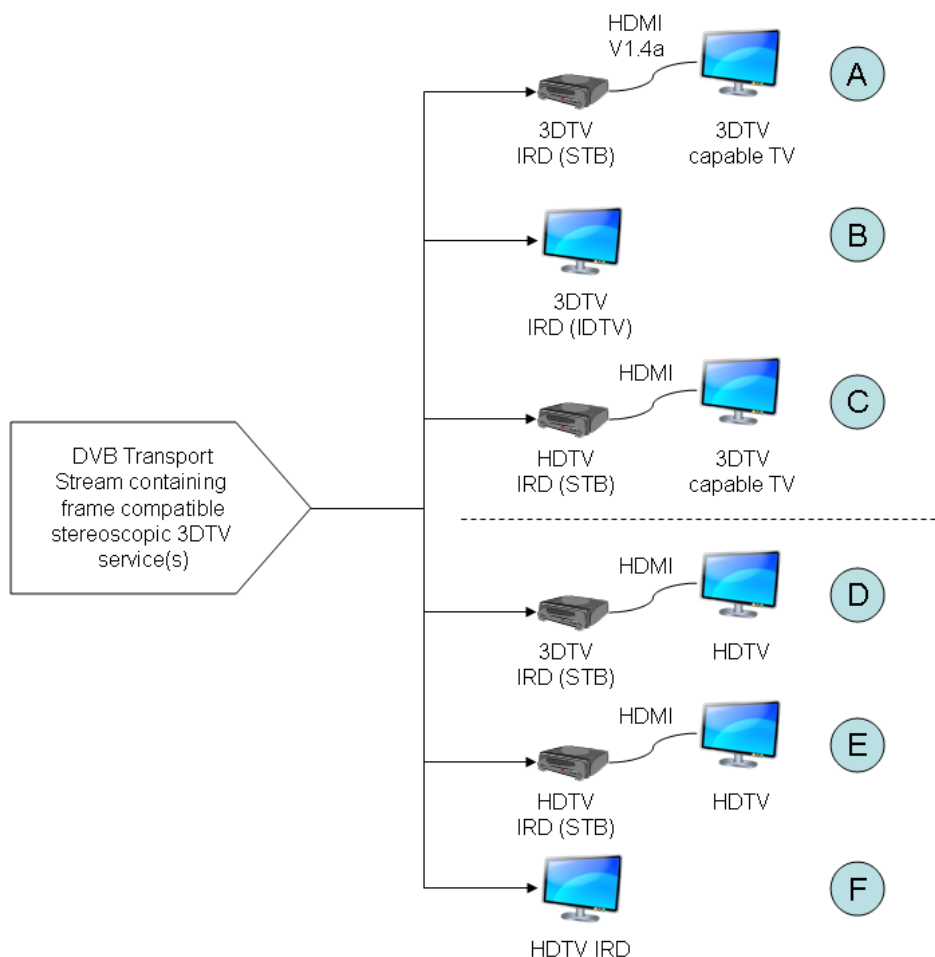 HDMI
V1.4a
A
3DTV
IRD (STB)
3DTV
capable TV
B
3DTV
IRD (IDTV)
HDMI
C
HDTV
IRD (STB)
3DTV
capable TV
DVB Transport
Stream containing
frame compatible
stereoscopic 3DTV
service(s)
HDMI
D
3DTV
IRD (STB)
HDTV
HDMI
E
HDTV
IRD (STB)
HDTV
F
HDTV IRD